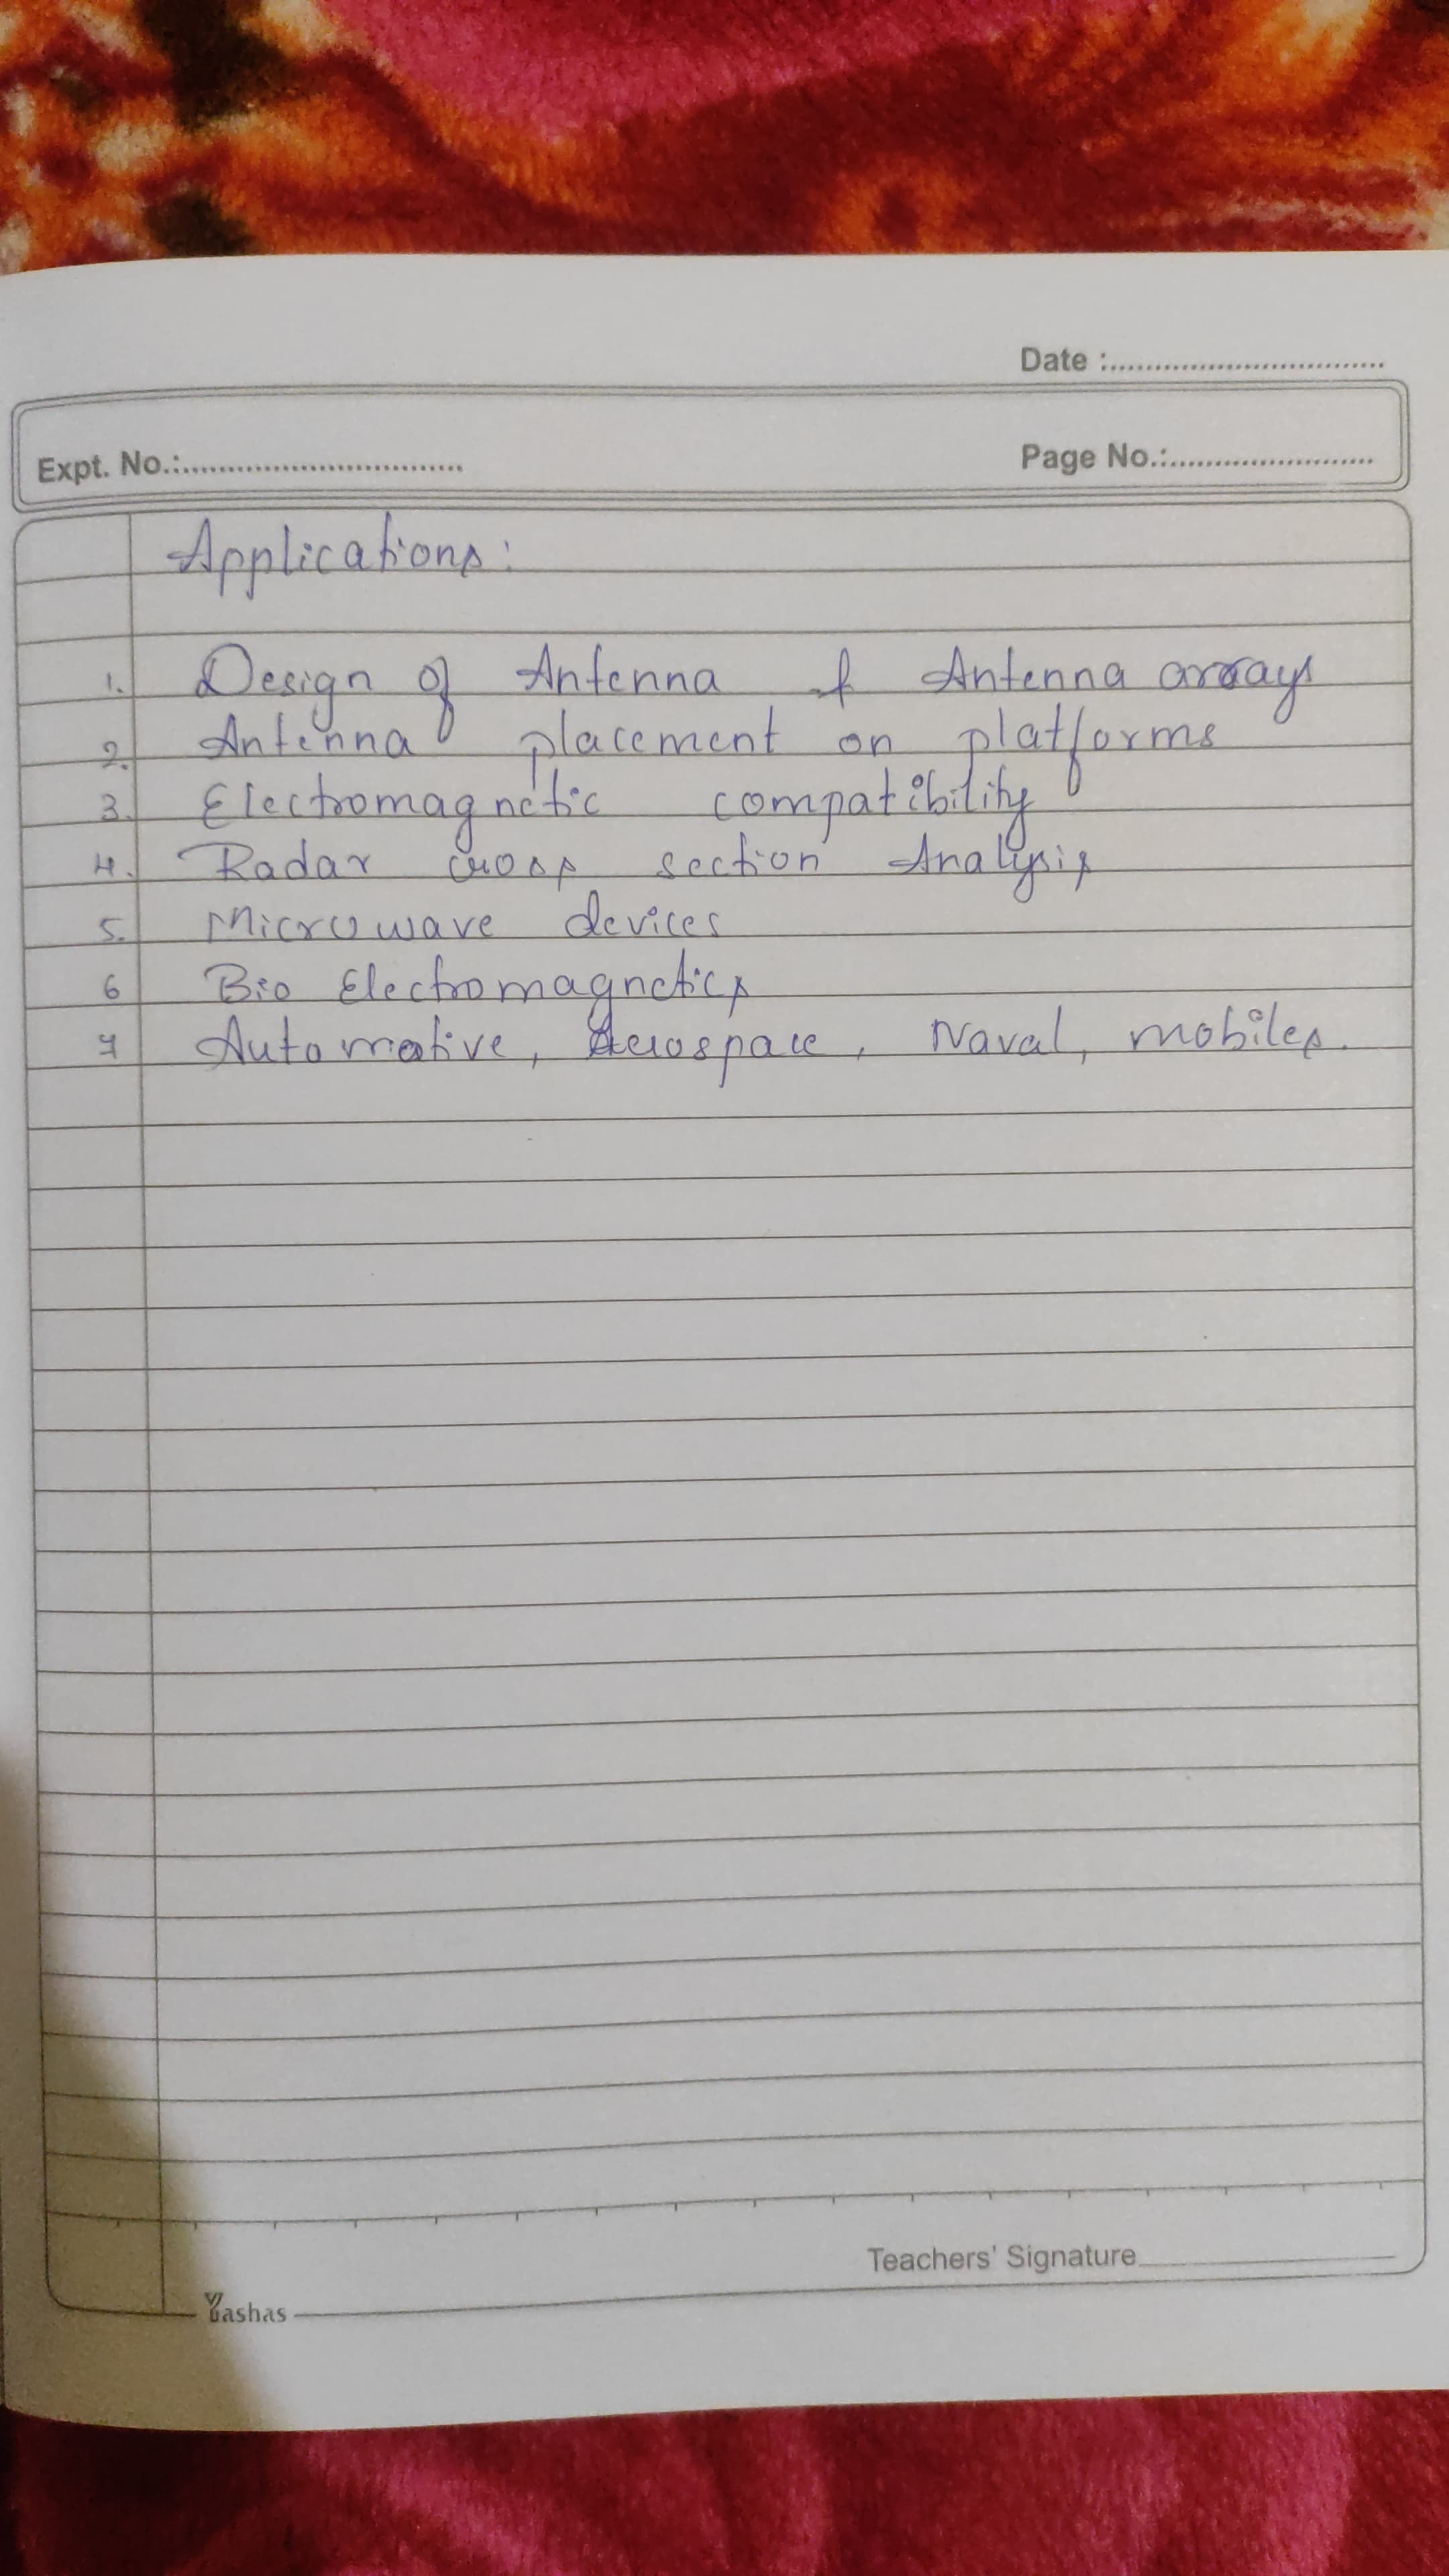 Date :
Expt. No.:
Page No.:
Applications:
1. Design of Antenna & Antenna arrays
2. Antenna placement on platforms
3. Electromagnetic compatibility
4. Radar cross section Analysis
5. Microwave devices
6 Bio Electromagnetics
7 Automative, Aerospace, Naval, mobiles.
Teachers' Signature
Yashas